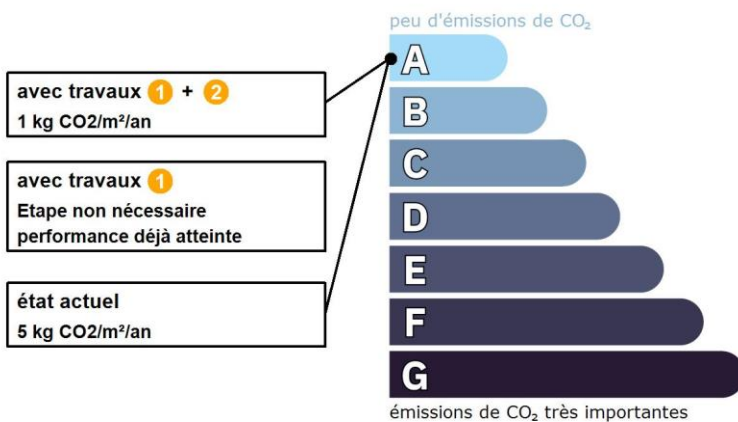 peu d'émissions de CO₂
A
B
C
D
E
F
G
émissions de CO₂ très importantes
avec travaux 1 + 2
1 kg CO2/m²/an
avec travaux 1
Etape non nécessaire
performance déjà atteinte
état actuel
5 kg CO2/m²/an